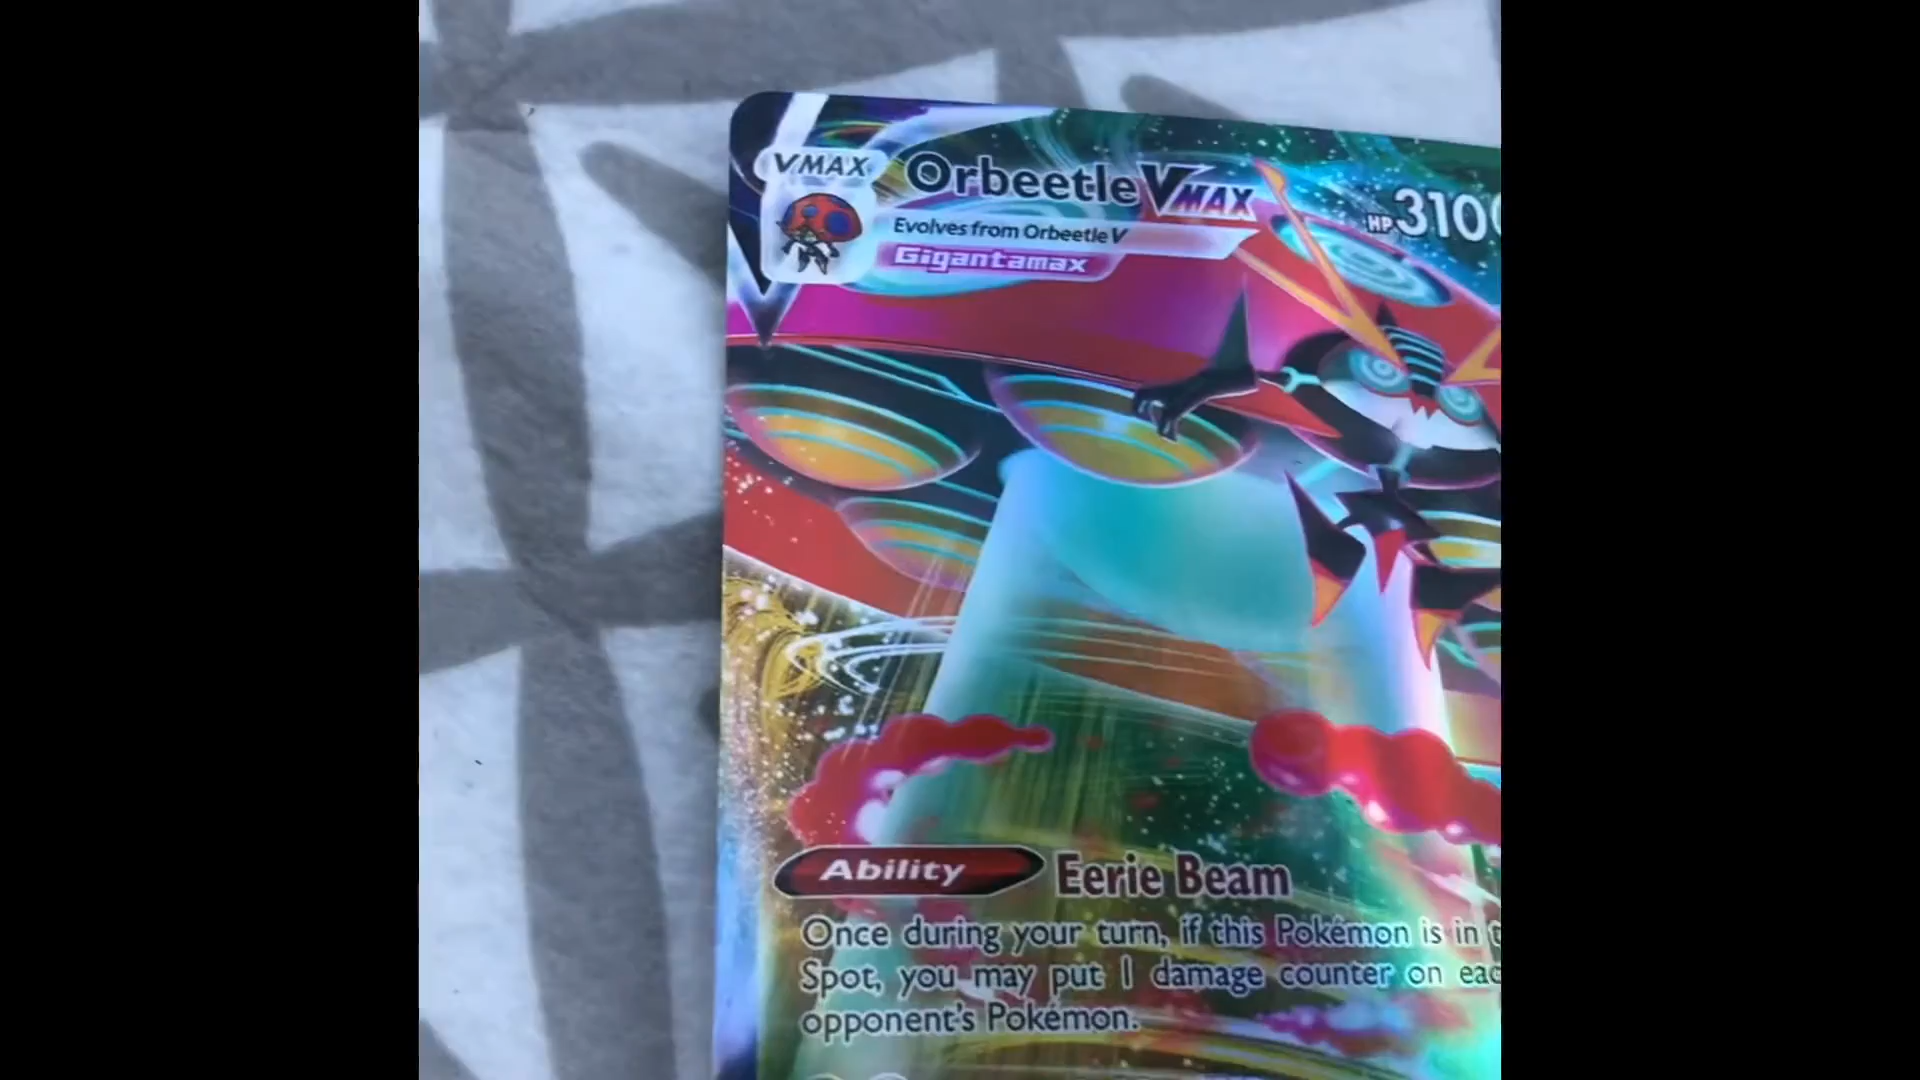 VMAX
Orbeetle VMAX
HP 310
Evolves from Orbeetle V
Gigantamax
Ability Eerie Beam
Once during your turn, if this Pokémon is in
Spot, you may put 1 damage counter on
opponent's Pokémon.